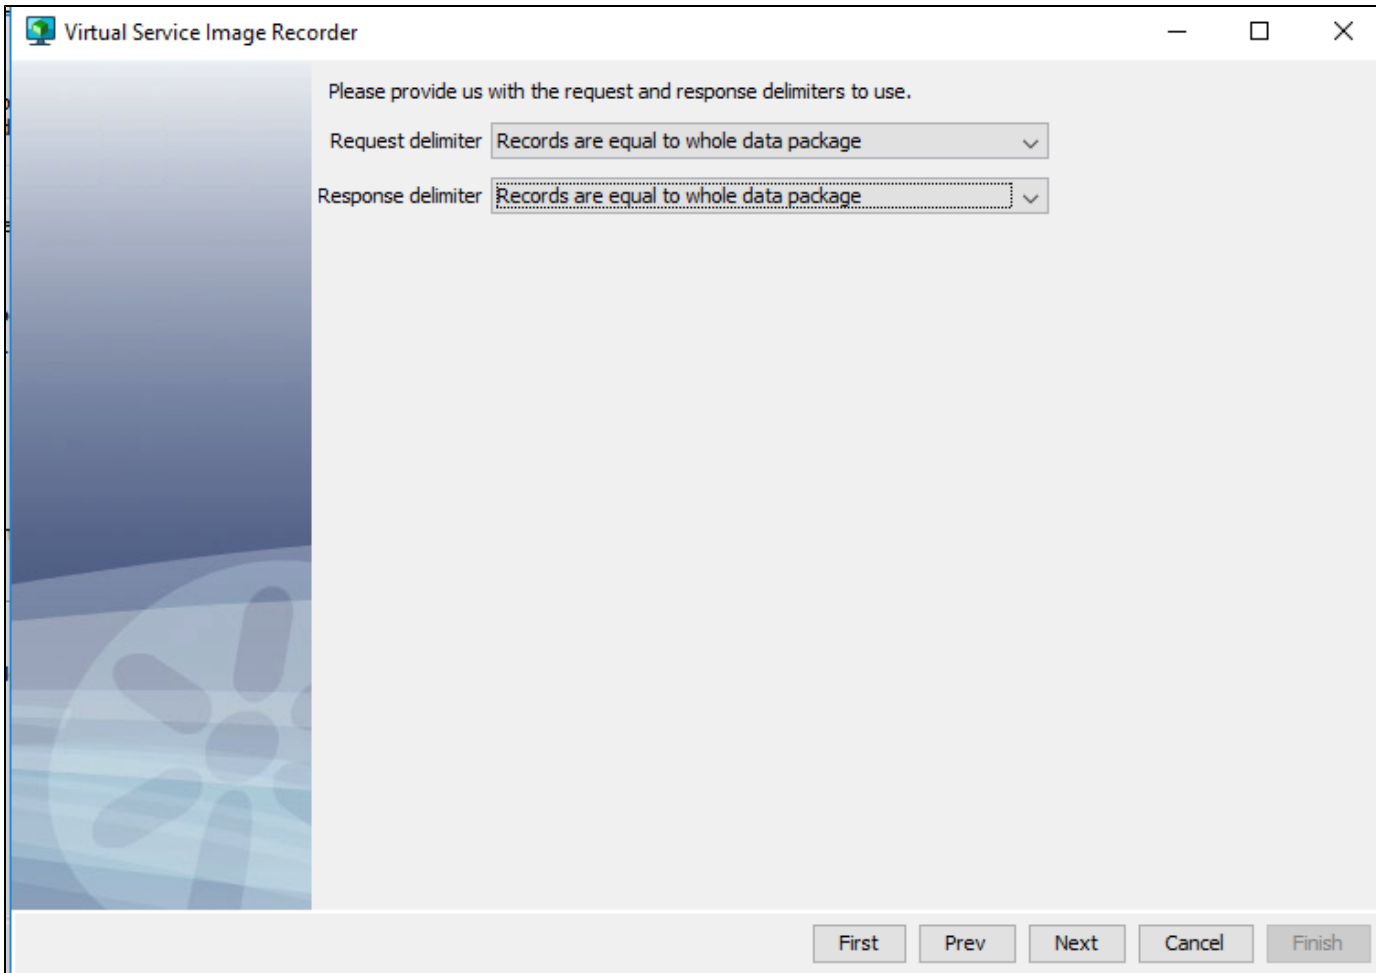 Virtual Service Image Recorder
Please provide us with the request and response delimiters to use.
Request delimiter Records are equal to whole data package
Response delimiter Records are equal to whole data package
First Prev Next Cancel Finish